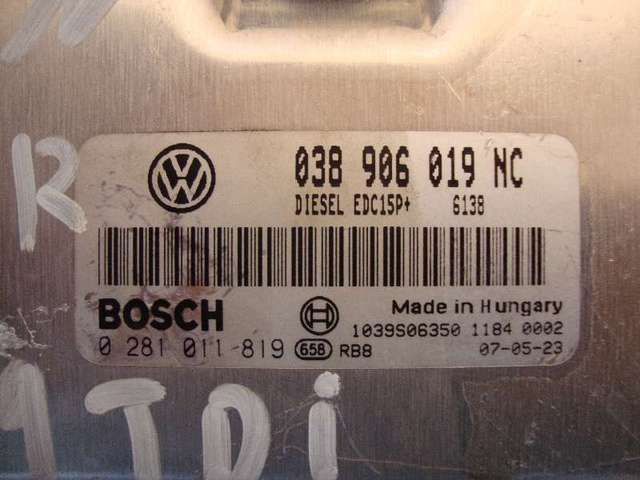 R
038 906 019 NC
DIESEL EDC15P+ 6138
BOSCH
Made in Hungary
1039S06350 1184 0002
0 281 011 819 658 RB8 07-05-23
TDi